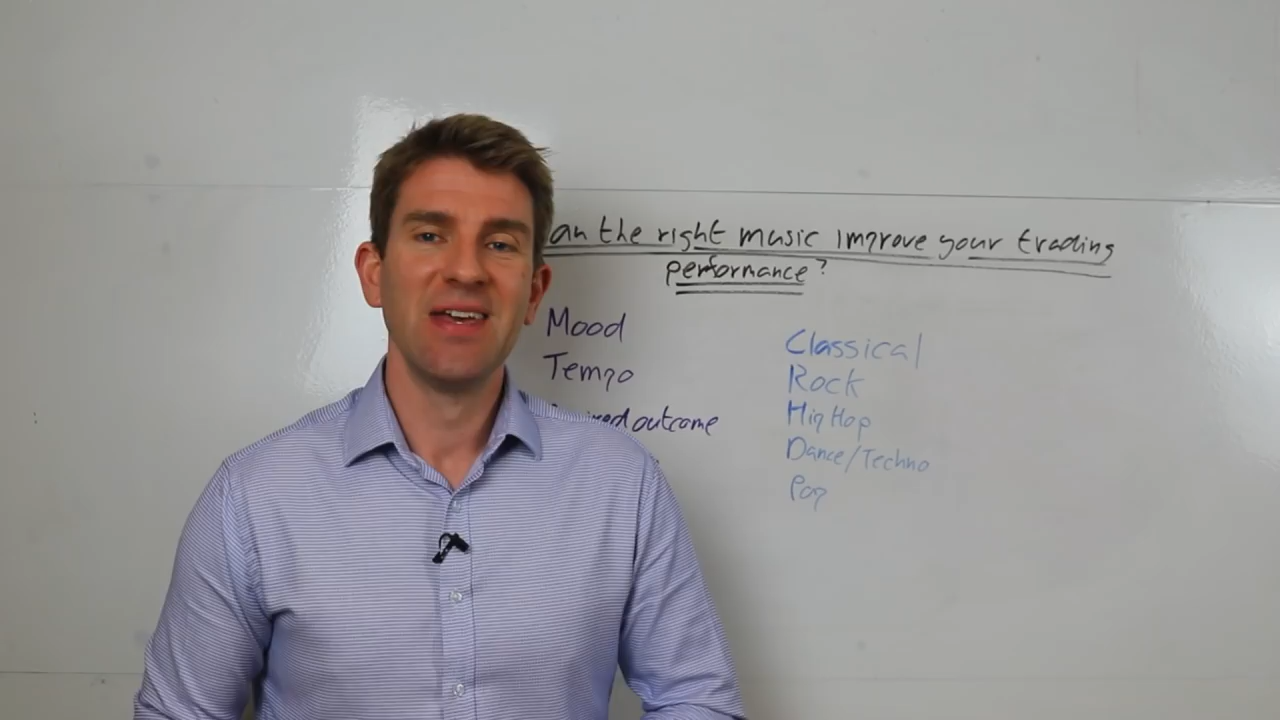 an the right music improve your trading
performance?
Mood
Tempo
outcome
Classical
Rock
Hip Hop
Dance/Techno
Pop